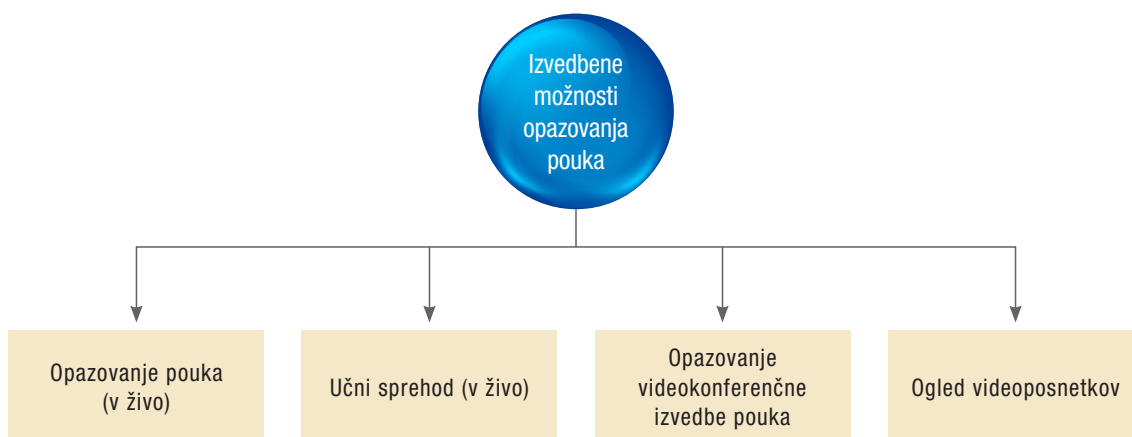 Izvedbene
možnosti
opazovanja
pouka
Opazovanje pouka
(v živo)
Učni sprehod (v živo)
Opazovanje
videokonferenčne
izvedbe pouka
Ogled videoposnetkov